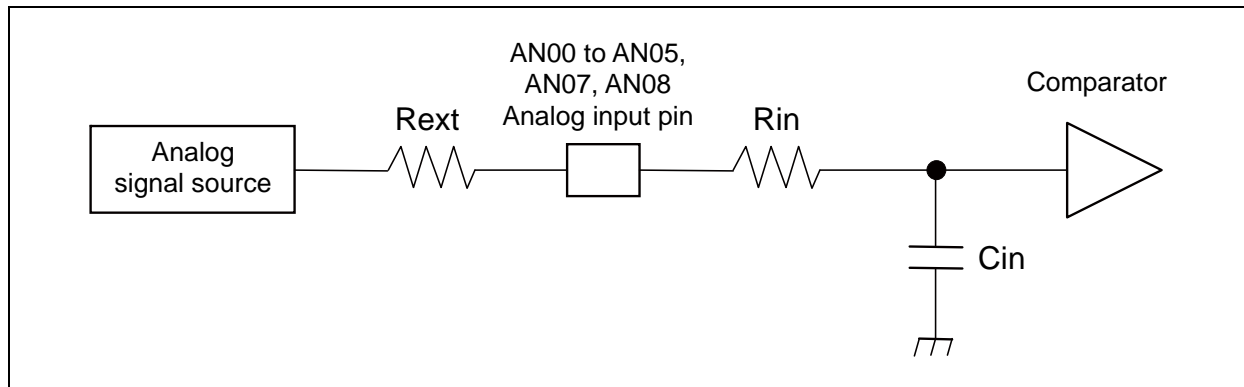 AN00 to AN05,
AN07, AN08
Analog input pin
Comparator
Rext
Rin
Analog
signal source
Cin